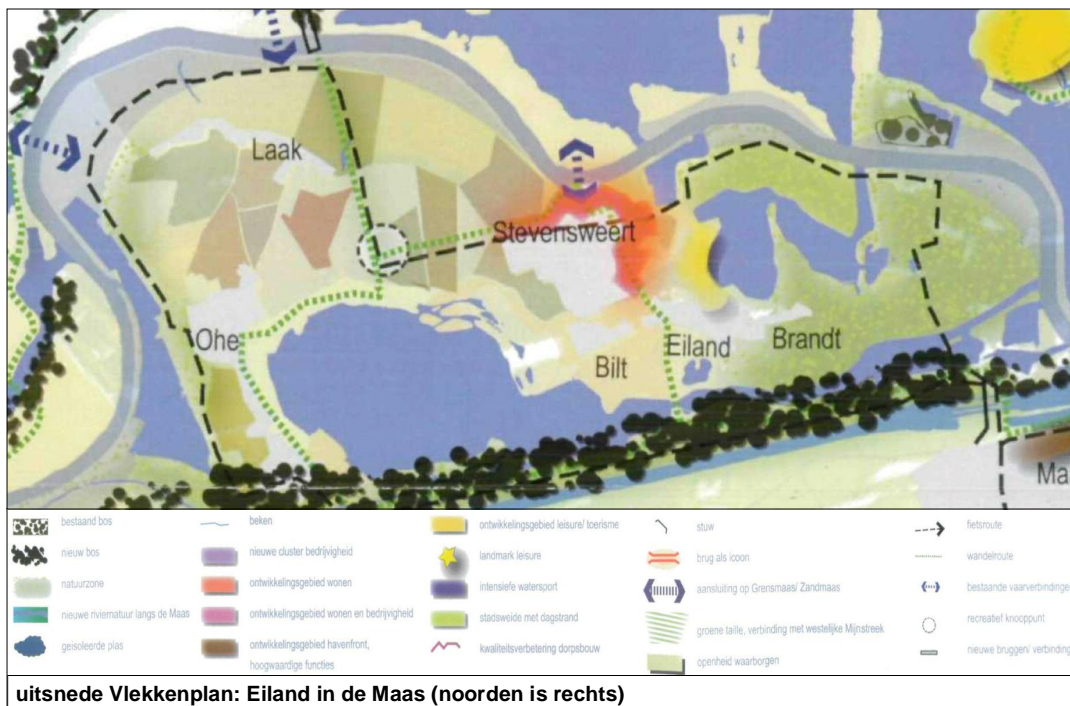 Laak
Stevensweert
Ohe
Bilt
Eiland
Brandt
Ma
bestaand bos
nieuw bos
natuurzone
nieuwe riviernatuur langs de Maas
geïsoleerde plas
beken
nieuwe cluster bedrijvigheid
ontwikkelingsgebied wonen
ontwikkelingsgebied wonen en bedrijvigheid
ontwikkelingsgebied havenfront,
hoogwaardige functies
ontwikkelingsgebied leisure/ toerisme
landmark leisure
intensieve watersport
stadsweide met dagstrand
kwaliteitsverbetering dorpsbouw
stuw
brug als icoon
aansluiting op Grensmaas/ Zandmaas
groene taille, verbinding met westelijke Mijnstreek
openheid waarborgen
fietsroute
wandelroute
bestaande vaarverbindingen
recreatief knooppunt
nieuwe bruggen/ verbinding
uitsnede Vlekkenplan: Eiland in de Maas (noorden is rechts)